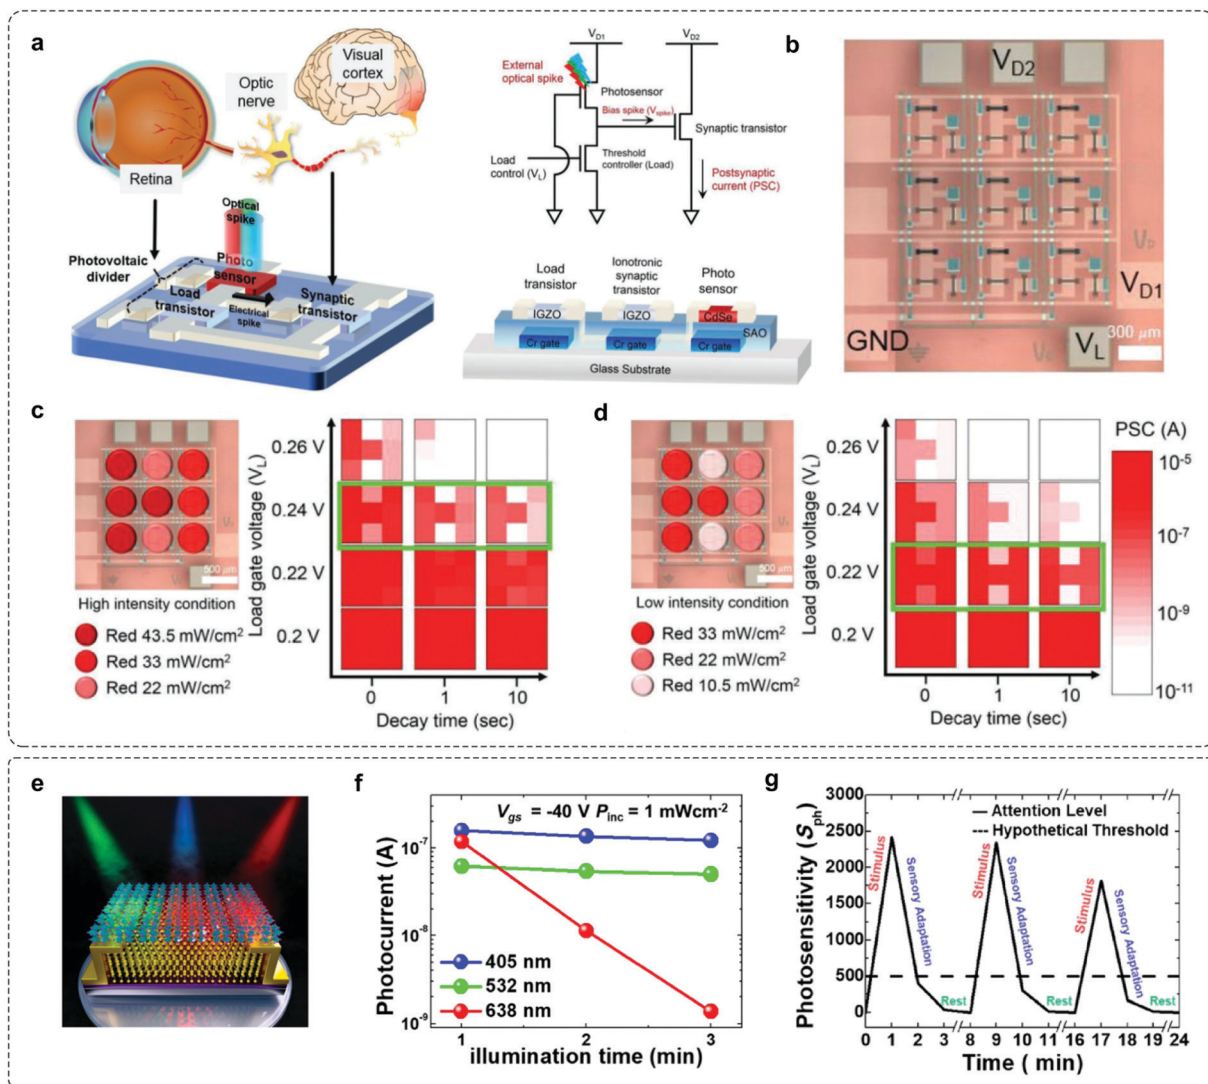 a
Visual
cortex
Optic
nerve
Retina
Optical
spike
Photovoltaic
divider
Photo
sensor
Load
transistor
Electrical
spike
Synaptic
transistor
V_D1
V_D2
External
optical spike
Photosensor
Bias spike (V_spike)
Synaptic transistor
Load
control (V_L)
Threshold
controller (Load)
Postsynaptic
current (PSC)
Load
transistor
Ionotronic
synaptic
transistor
Photo
sensor
IGZO
IGZO
CdSe
SAO
Cr gate
Cr gate
Cr gate
Glass Substrate
b
V_D2
V_D1
300 μm
GND
V_L
c
500 μm
High intensity condition
Red 43.5 mW/cm²
Red 33 mW/cm²
Red 22 mW/cm²
Load gate voltage (V_L)
0.26 V
0.24 V
0.22 V
0.2 V
0
1
10
Decay time (sec)
d
500 μm
Low intensity condition
Red 33 mW/cm²
Red 22 mW/cm²
Red 10.5 mW/cm²
Load gate voltage (V_L)
0.26 V
0.24 V
0.22 V
0.2 V
0
1
10
Decay time (sec)
PSC (A)
10⁻⁵
10⁻⁷
10⁻⁹
10⁻¹¹
e
f
V_gs = -40 V P_inc = 1 mWcm⁻²
Photocurrent (A)
10⁻⁷
10⁻⁸
10⁻⁹
405 nm
532 nm
638 nm
1 2 3
illumination time (min)
g
Photosensitivity (S_ph)
3000
2500
2000
1500
1000
500
0
Attention Level
Hypothetical Threshold
Stimulus
Sensory Adaptation
Rest
Stimulus
Sensory Adaptation
Rest
Stimulus
Sensory Adaptation
Rest
0 1 2 3 8 9 10 11 16 17 18 19 24
Time ( min)